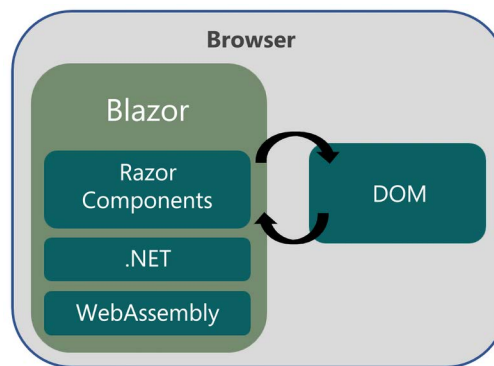 Browser
Blazor
Razor
Components
.NET
WebAssembly
DOM